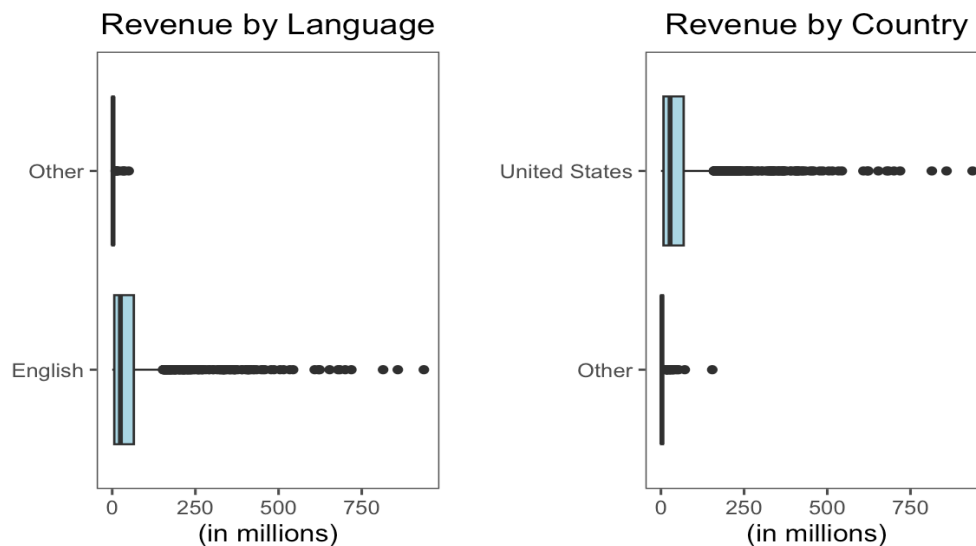 Revenue by Language
Other
English
0 250 500 750
(in millions)
Revenue by Country
United States
Other
0 250 500 750
(in millions)